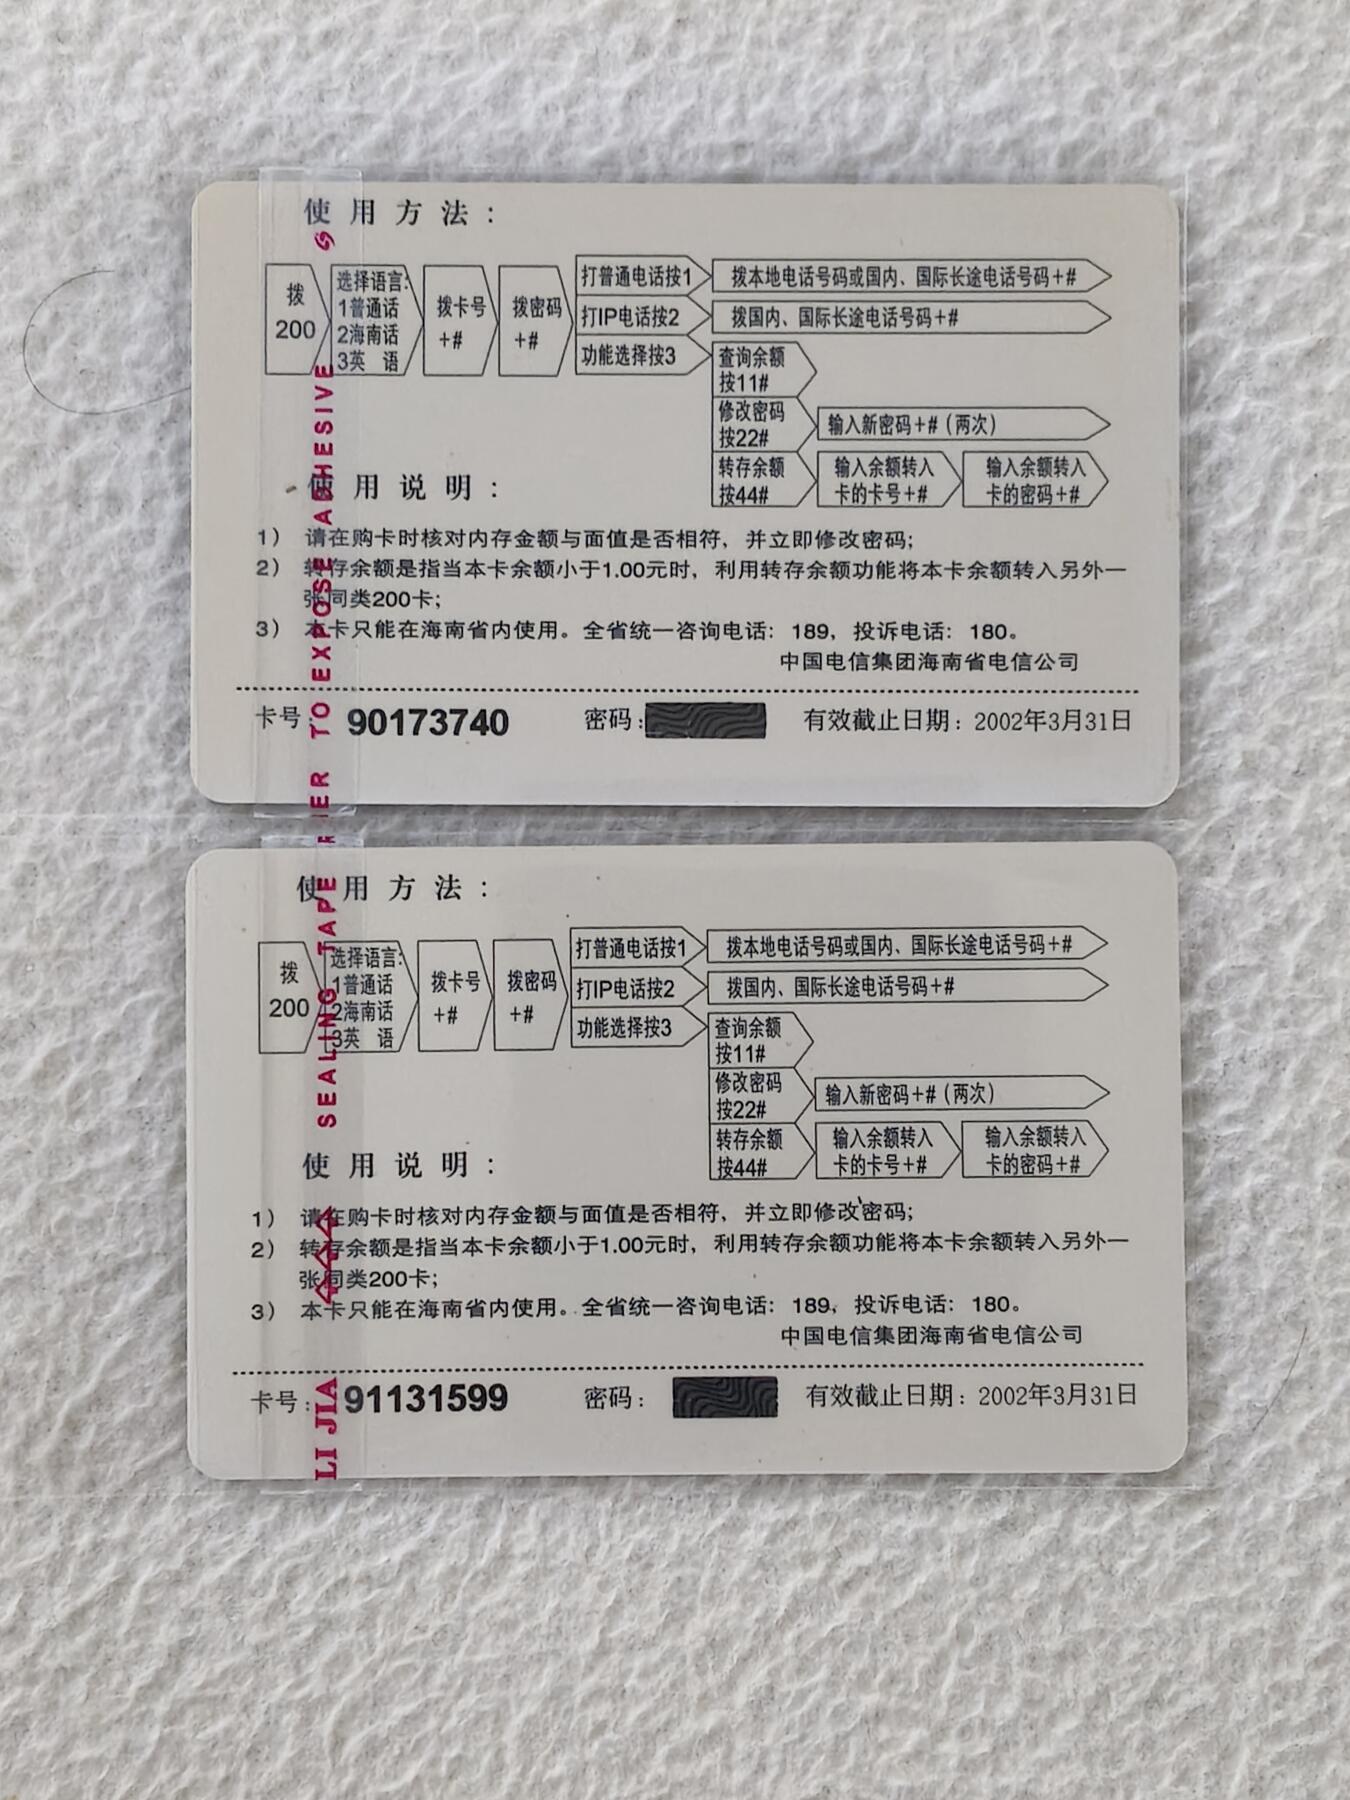 使用方法:
拨
200
选择语言:
1普通话
2海南话
3英 语
拨卡号
+#
拨密码
+#
打普通电话按1
拨本地电话号码或国内、国际长途电话号码+#
打IP电话按2
拨国内、国际长途电话号码+#
功能选择按3
查询余额
按11#
修改密码
按22#
输入新密码+#(两次)
转存余额
按44#
输入余额转入
卡的卡号+#
输入余额转入
卡的密码+#
使用说明:
1) 请在购卡时核对内存金额与面值是否相符, 并立即修改密码;
2) 转存余额是指当本卡余额小于1.00元时, 利用转存余额功能将本卡余额转入另外一
张同类200卡;
3) 本卡只能在海南省内使用。全省统一咨询电话: 189, 投诉电话: 180。
中国电信集团海南省电信公司
卡号: 90173740 密码: 有效截止日期: 2002年3月31日
使用方法:
拨
200
选择语言:
1普通话
2海南话
3英 语
拨卡号
+#
拨密码
+#
打普通电话按1
拨本地电话号码或国内、国际长途电话号码+#
打IP电话按2
拨国内、国际长途电话号码+#
功能选择按3
查询余额
按11#
修改密码
按22#
输入新密码+#(两次)
转存余额
按44#
输入余额转入
卡的卡号+#
输入余额转入
卡的密码+#
使用说明:
1) 请在购卡时核对内存金额与面值是否相符, 并立即修改密码;
2) 转存余额是指当本卡余额小于1.00元时, 利用转存余额功能将本卡余额转入另外一
张同类200卡;
3) 本卡只能在海南省内使用。全省统一咨询电话: 189, 投诉电话: 180。
中国电信集团海南省电信公司
卡号: 91131599 密码: 有效截止日期: 2002年3月31日
LI JIA SEALING TAPE TO EXPOSE ADHESIVE